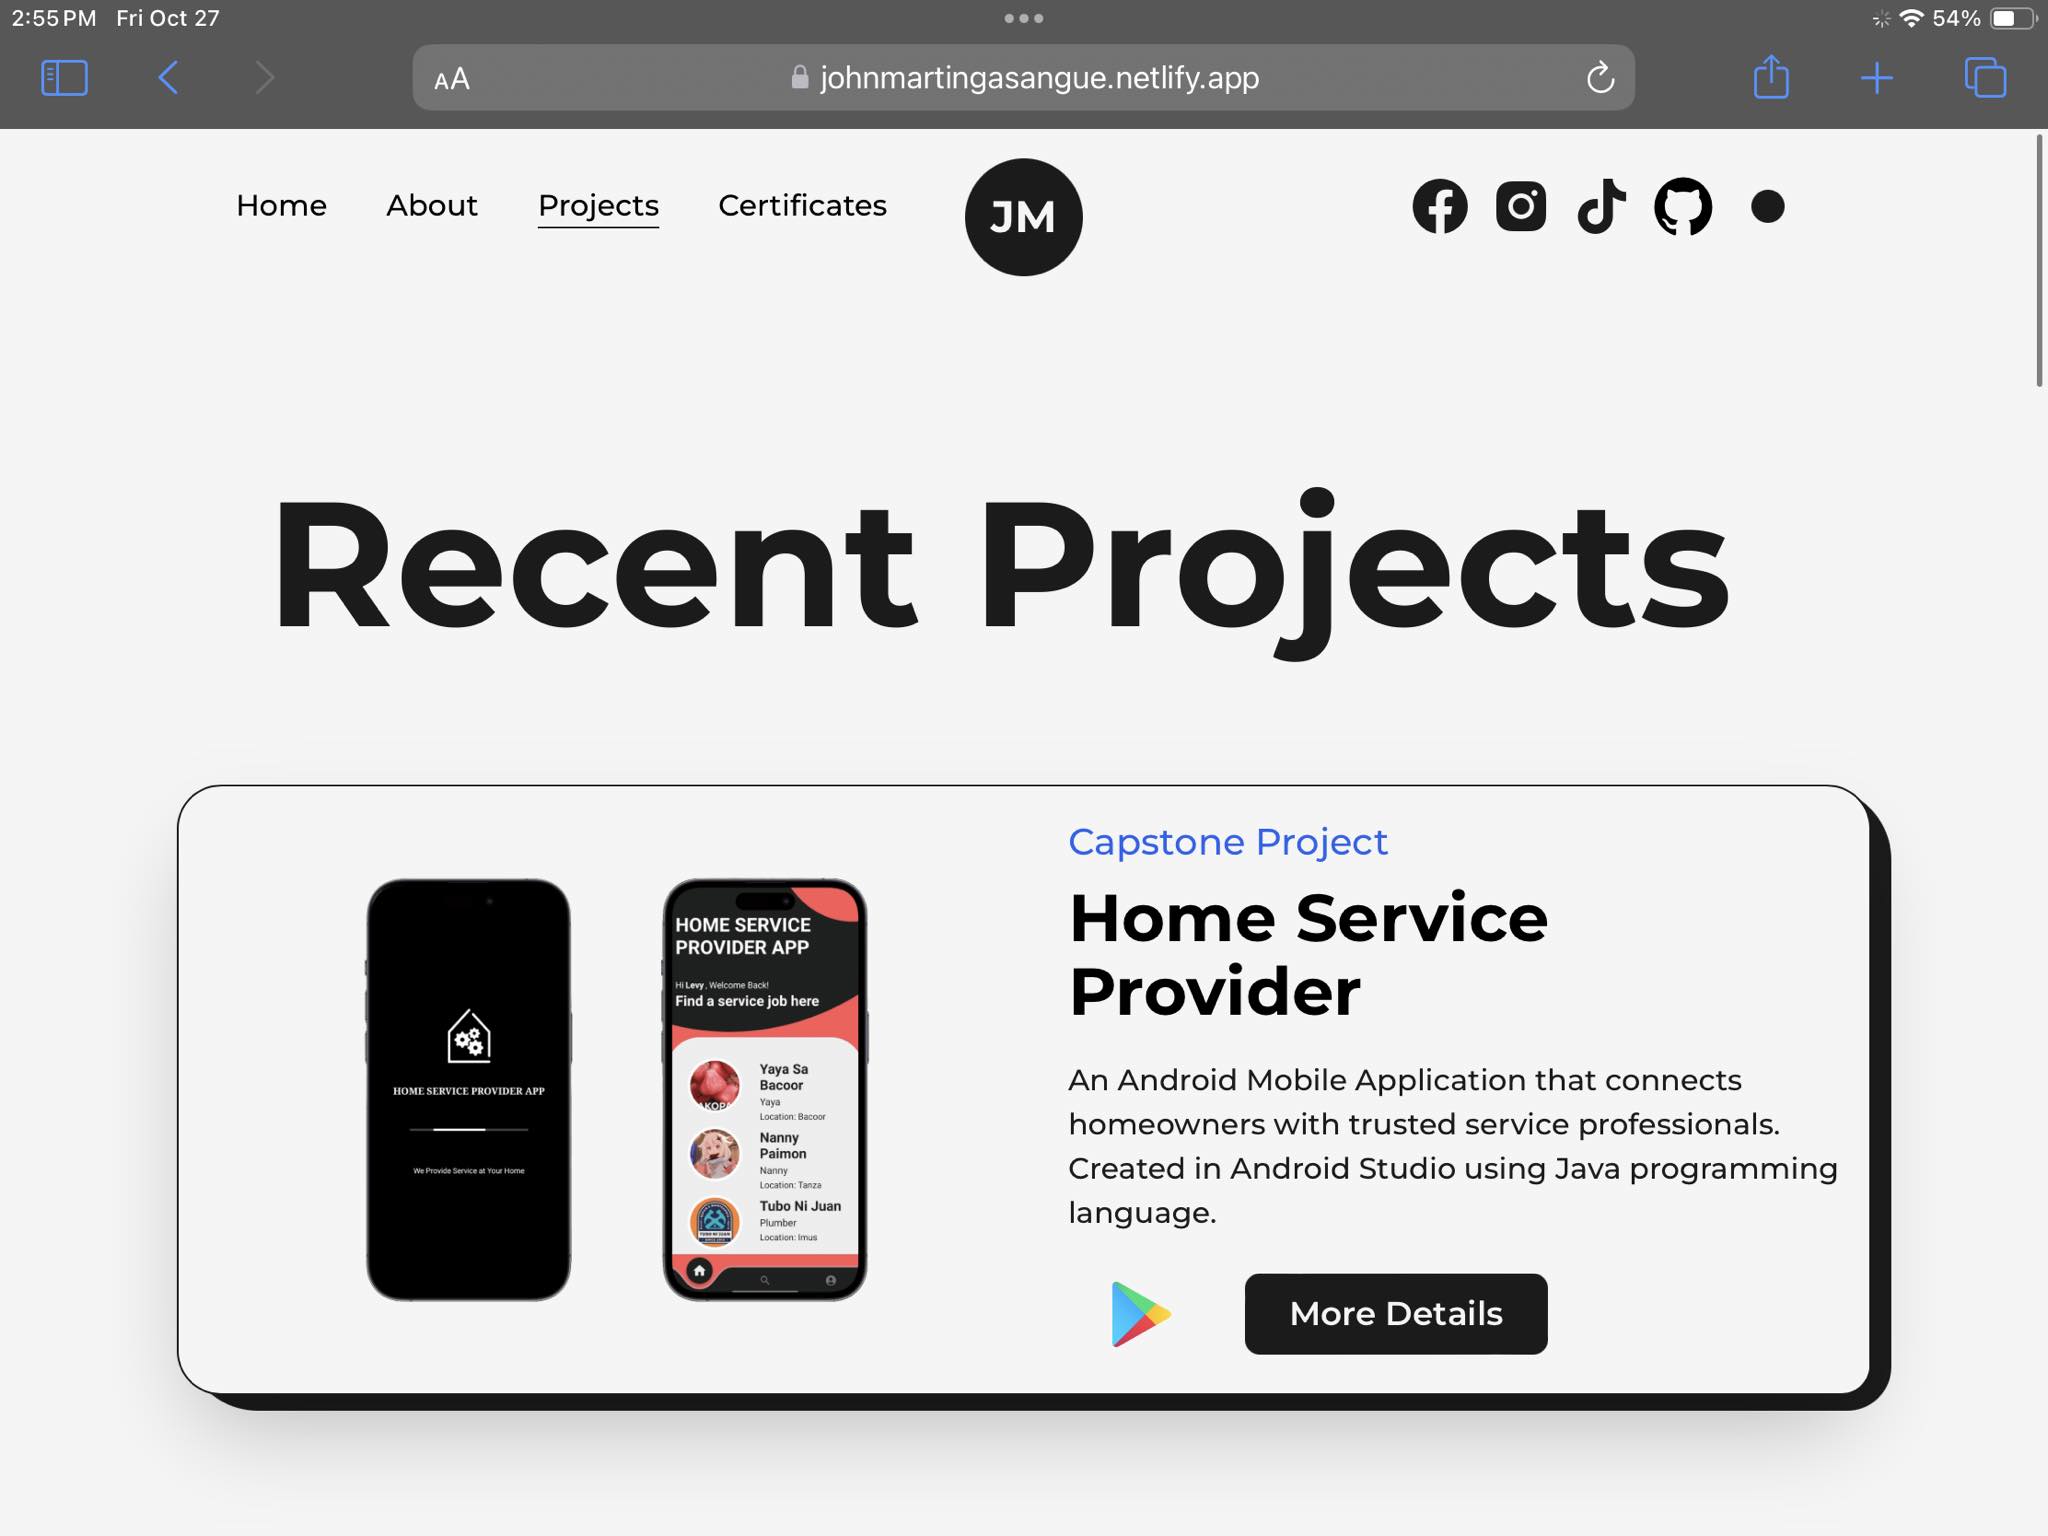 2:55 PM Fri Oct 27
54%
AA
johnmartingasangue.netlify.app
Home
About
Projects
Certificates
JM
Recent Projects
HOME SERVICE PROVIDER APP
We Provide Service at Your Home
HOME SERVICE
PROVIDER APP
Hi Levy, Welcome Back!
Find a service job here
Yaya Sa
Bacoor
Yaya
Location: Bacoor
Nanny
Paimon
Nanny
Location: Tanza
Tubo Ni Juan
Plumber
Location: Imus
TUBO NI JUAN
Capstone Project
Home Service
Provider
An Android Mobile Application that connects
homeowners with trusted service professionals.
Created in Android Studio using Java programming
language.
More Details